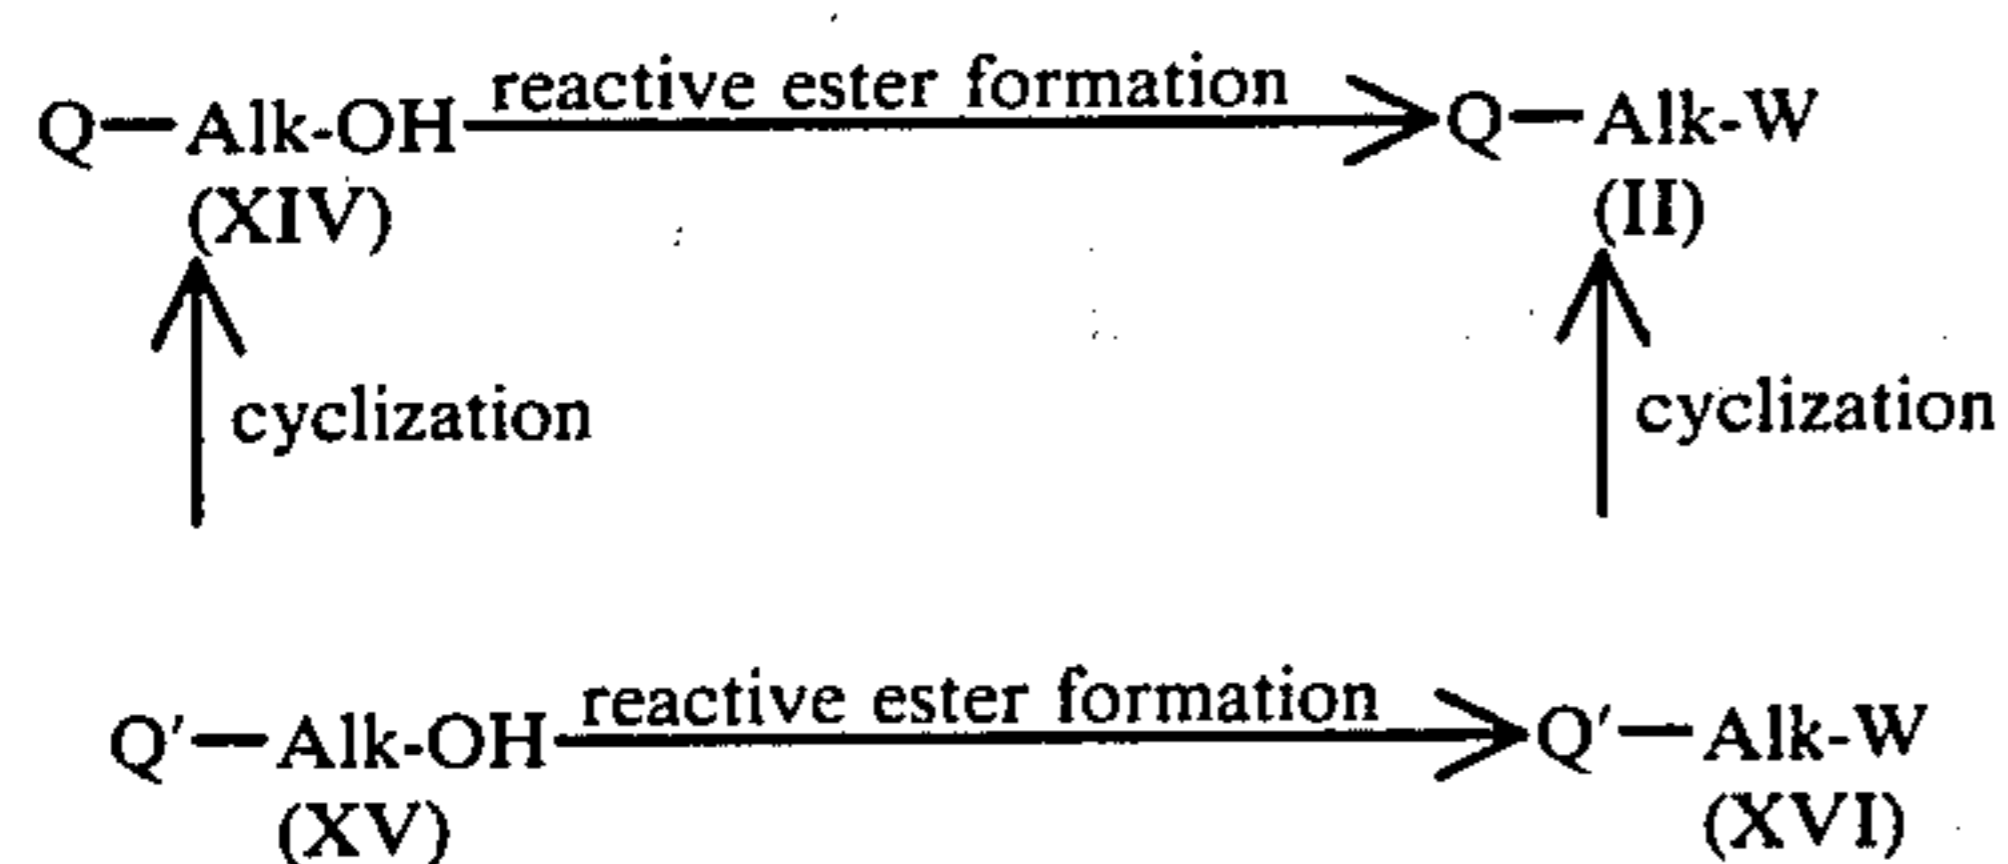 Q—Alk-OH reactive ester formation Q—Alk-W
(XIV) (II)
cyclization cyclization
Q′—Alk-OH reactive ester formation Q′—Alk-W
(XV) (XVI)